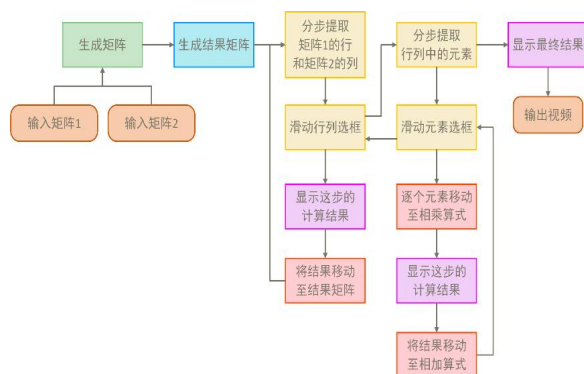 生成矩阵
生成结果矩阵
分步提取
矩阵1的行
和矩阵2的列
分步提取
行列中的元素
显示最终结果
输入矩阵1
输入矩阵2
滑动行列选框
滑动元素选框
输出视频
显示这步的
计算结果
逐个元素移动
至相乘算式
将结果移动
至结果矩阵
显示这步的
计算结果
将结果移动
至相加算式